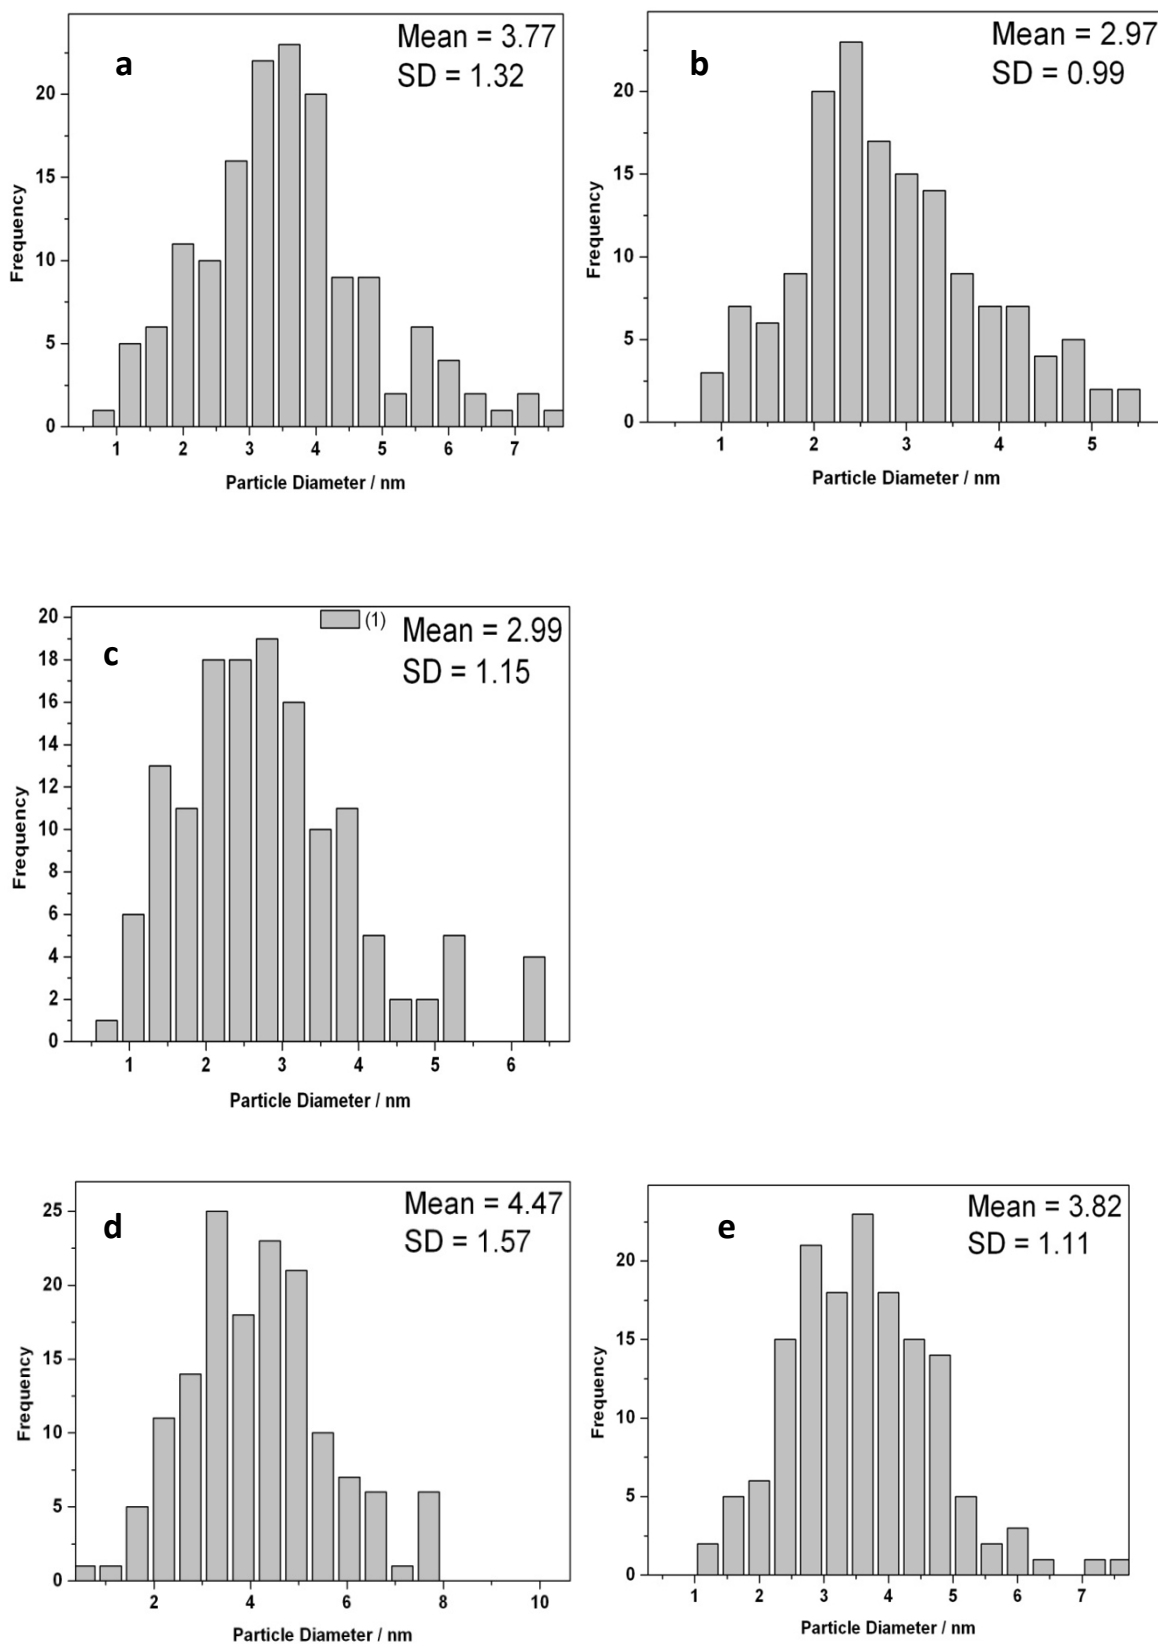 a
Mean = 3.77
SD = 1.32
20
15
10
5
0
Frequency
1 2 3 4 5 6 7
Particle Diameter / nm
b
Mean = 2.97
SD = 0.99
20
15
10
5
0
Frequency
1 2 3 4 5
Particle Diameter / nm
c
(1)
Mean = 2.99
SD = 1.15
20
18
16
14
12
10
8
6
4
2
0
Frequency
1 2 3 4 5 6
Particle Diameter / nm
d
Mean = 4.47
SD = 1.57
25
20
15
10
5
0
Frequency
2 4 6 8 10
Particle Diameter / nm
e
Mean = 3.82
SD = 1.11
20
15
10
5
0
Frequency
1 2 3 4 5 6 7
Particle Diameter / nm